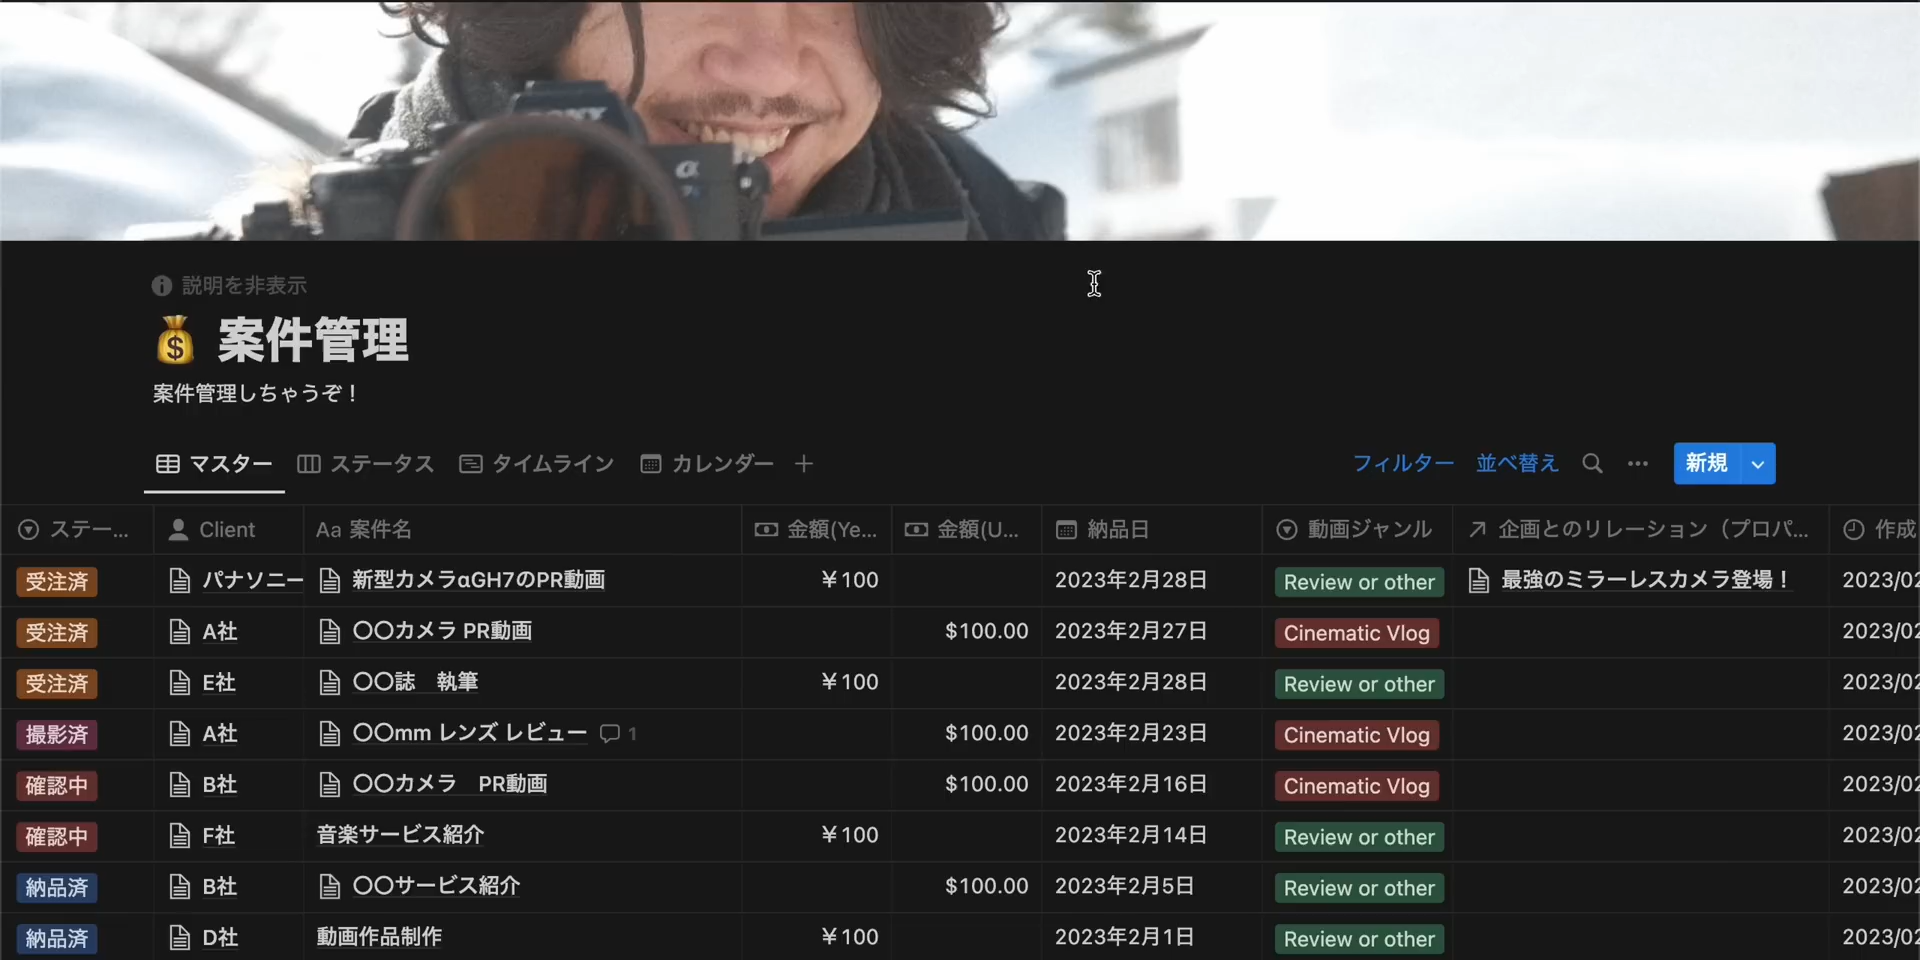 α
説明を非表示
案件管理
案件管理しちゃうぞ！
マスター ステータス タイムライン カレンダー + フィルター 並べ替え 新規
ステー... Client Aa 案件名 金額(Ye... 金額(U... 納品日 動画ジャンル 企画とのリレーション（プロパ... 作成
受注済 パナソニー 新型カメラαGH7のPR動画 ￥100 2023年2月28日 Review or other 最強のミラーレスカメラ登場！ 2023/02
受注済 A社 〇〇カメラ PR動画 $100.00 2023年2月27日 Cinematic Vlog 2023/02
受注済 E社 〇〇誌　執筆 ￥100 2023年2月28日 Review or other 2023/02
撮影済 A社 〇〇mm レンズ レビュー 1 $100.00 2023年2月23日 Cinematic Vlog 2023/02
確認中 B社 〇〇カメラ　PR動画 $100.00 2023年2月16日 Cinematic Vlog 2023/02
確認中 F社 音楽サービス紹介 ￥100 2023年2月14日 Review or other 2023/02
納品済 B社 〇〇サービス紹介 $100.00 2023年2月5日 Review or other 2023/02
納品済 D社 動画作品制作 ￥100 2023年2月1日 Review or other 2023/02